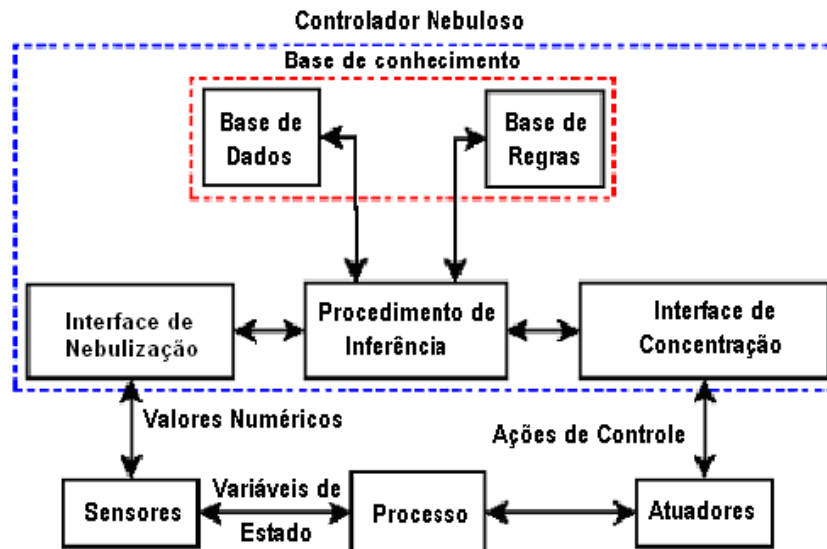 Controlador Nebuloso
Base de conhecimento
Base de
Dados
Base de
Regras
Interface de
Nebulização
Procedimento de
Inferência
Interface de
Concentração
Valores Numéricos
Ações de Controle
Sensores
Variáveis de
Estado
Processo
Atuadores